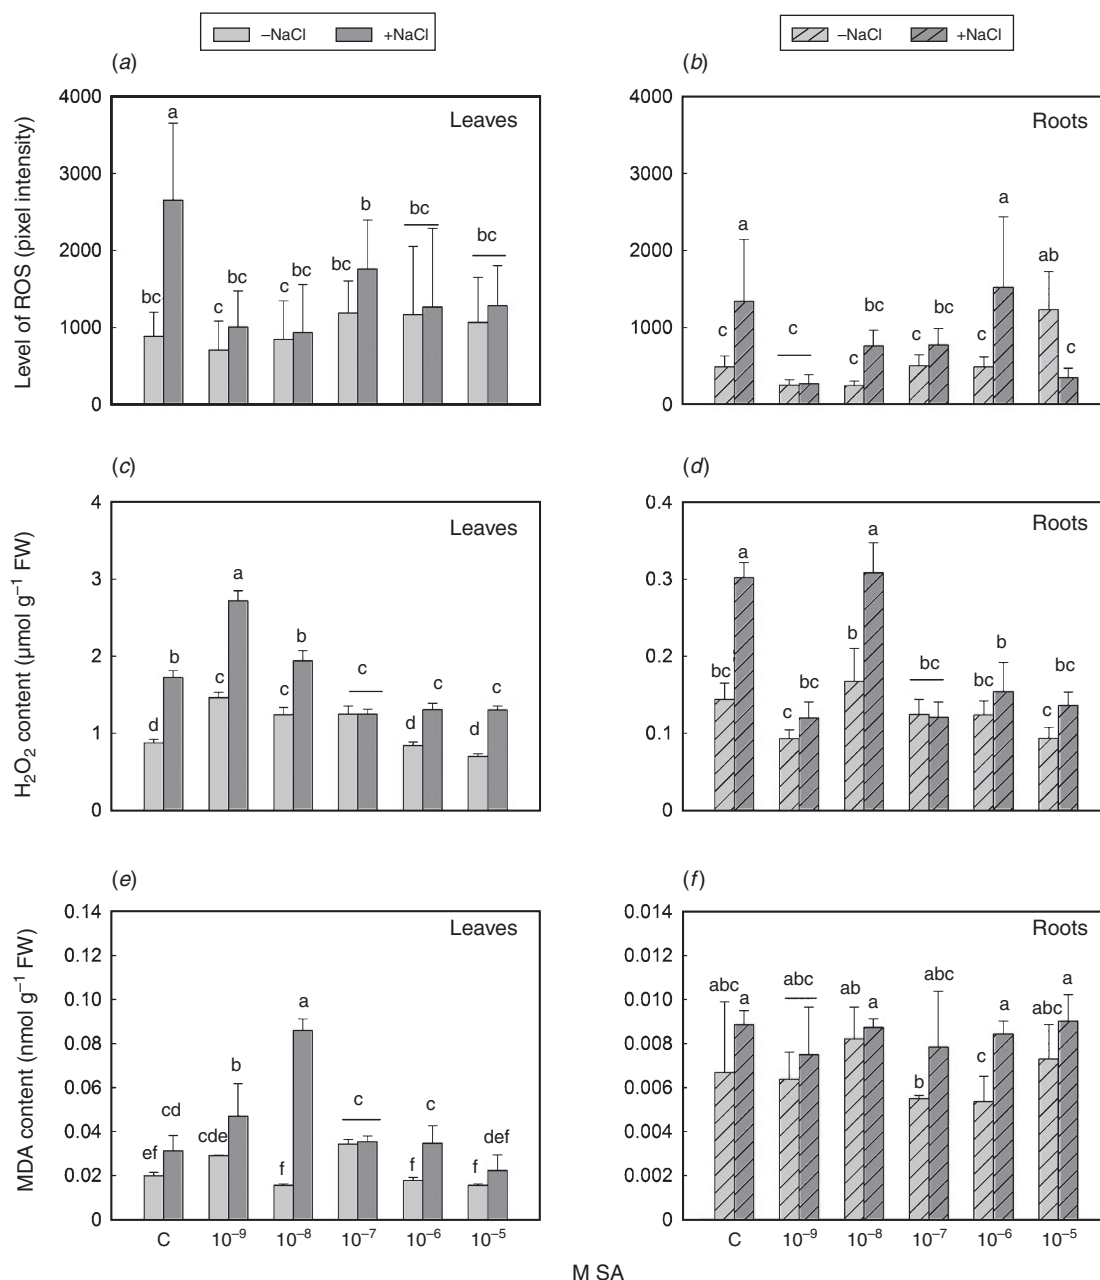 –NaCl +NaCl
–NaCl +NaCl
(a)
Leaves
Level of ROS (pixel intensity)
4000
3000
2000
1000
0
bc a c bc c bc bc b bc bc
(b)
Roots
4000
3000
2000
1000
0
c a c c bc c bc c a ab c
(c)
Leaves
H₂O₂ content (µmol g⁻¹ FW)
4
3
2
1
0
d b c a c b c d c d c
(d)
Roots
0.4
0.3
0.2
0.1
0
bc a c bc b a bc bc b c bc
(e)
Leaves
MDA content (nmol g⁻¹ FW)
0.14
0.12
0.10
0.08
0.06
0.04
0.02
0
ef cd cde b f a c f c f def
C 10⁻⁹ 10⁻⁸ 10⁻⁷ 10⁻⁶ 10⁻⁵
(f)
Roots
0.014
0.012
0.010
0.008
0.006
0.004
0.002
0
abc a abc ab a b abc c a abc a
C 10⁻⁹ 10⁻⁸ 10⁻⁷ 10⁻⁶ 10⁻⁵
M SA